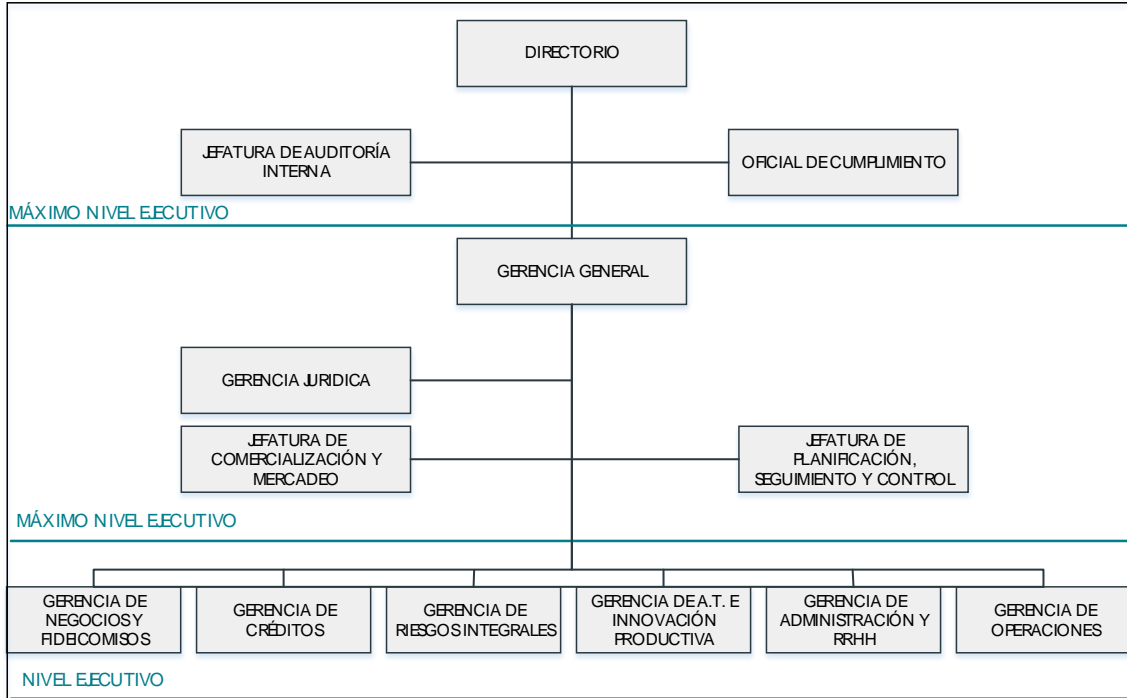 DIRECTORIO
JEFATURA DE AUDITORÍA
INTERNA
OFICIAL DE CUMPLIMIENTO
MÁXIMO NIVEL EJECUTIVO
GERENCIA GENERAL
GERENCIA JURIDICA
JEFATURA DE
COMERCIALIZACIÓN Y
MERCADEO
JEFATURA DE
PLANIFICACIÓN,
SEGUIMIENTO Y CONTROL
MÁXIMO NIVEL EJECUTIVO
GERENCIA DE
NEGOCIOS Y
FIDEICOMISOS
GERENCIA DE
CRÉDITOS
GERENCIA DE
RIESGOS INTEGRALES
GERENCIA DE A.T. E
INNOVACIÓN
PRODUCTIVA
GERENCIA DE
ADMINISTRACIÓN Y
RRHH
GERENCIA DE
OPERACIONES
NIVEL EJECUTIVO